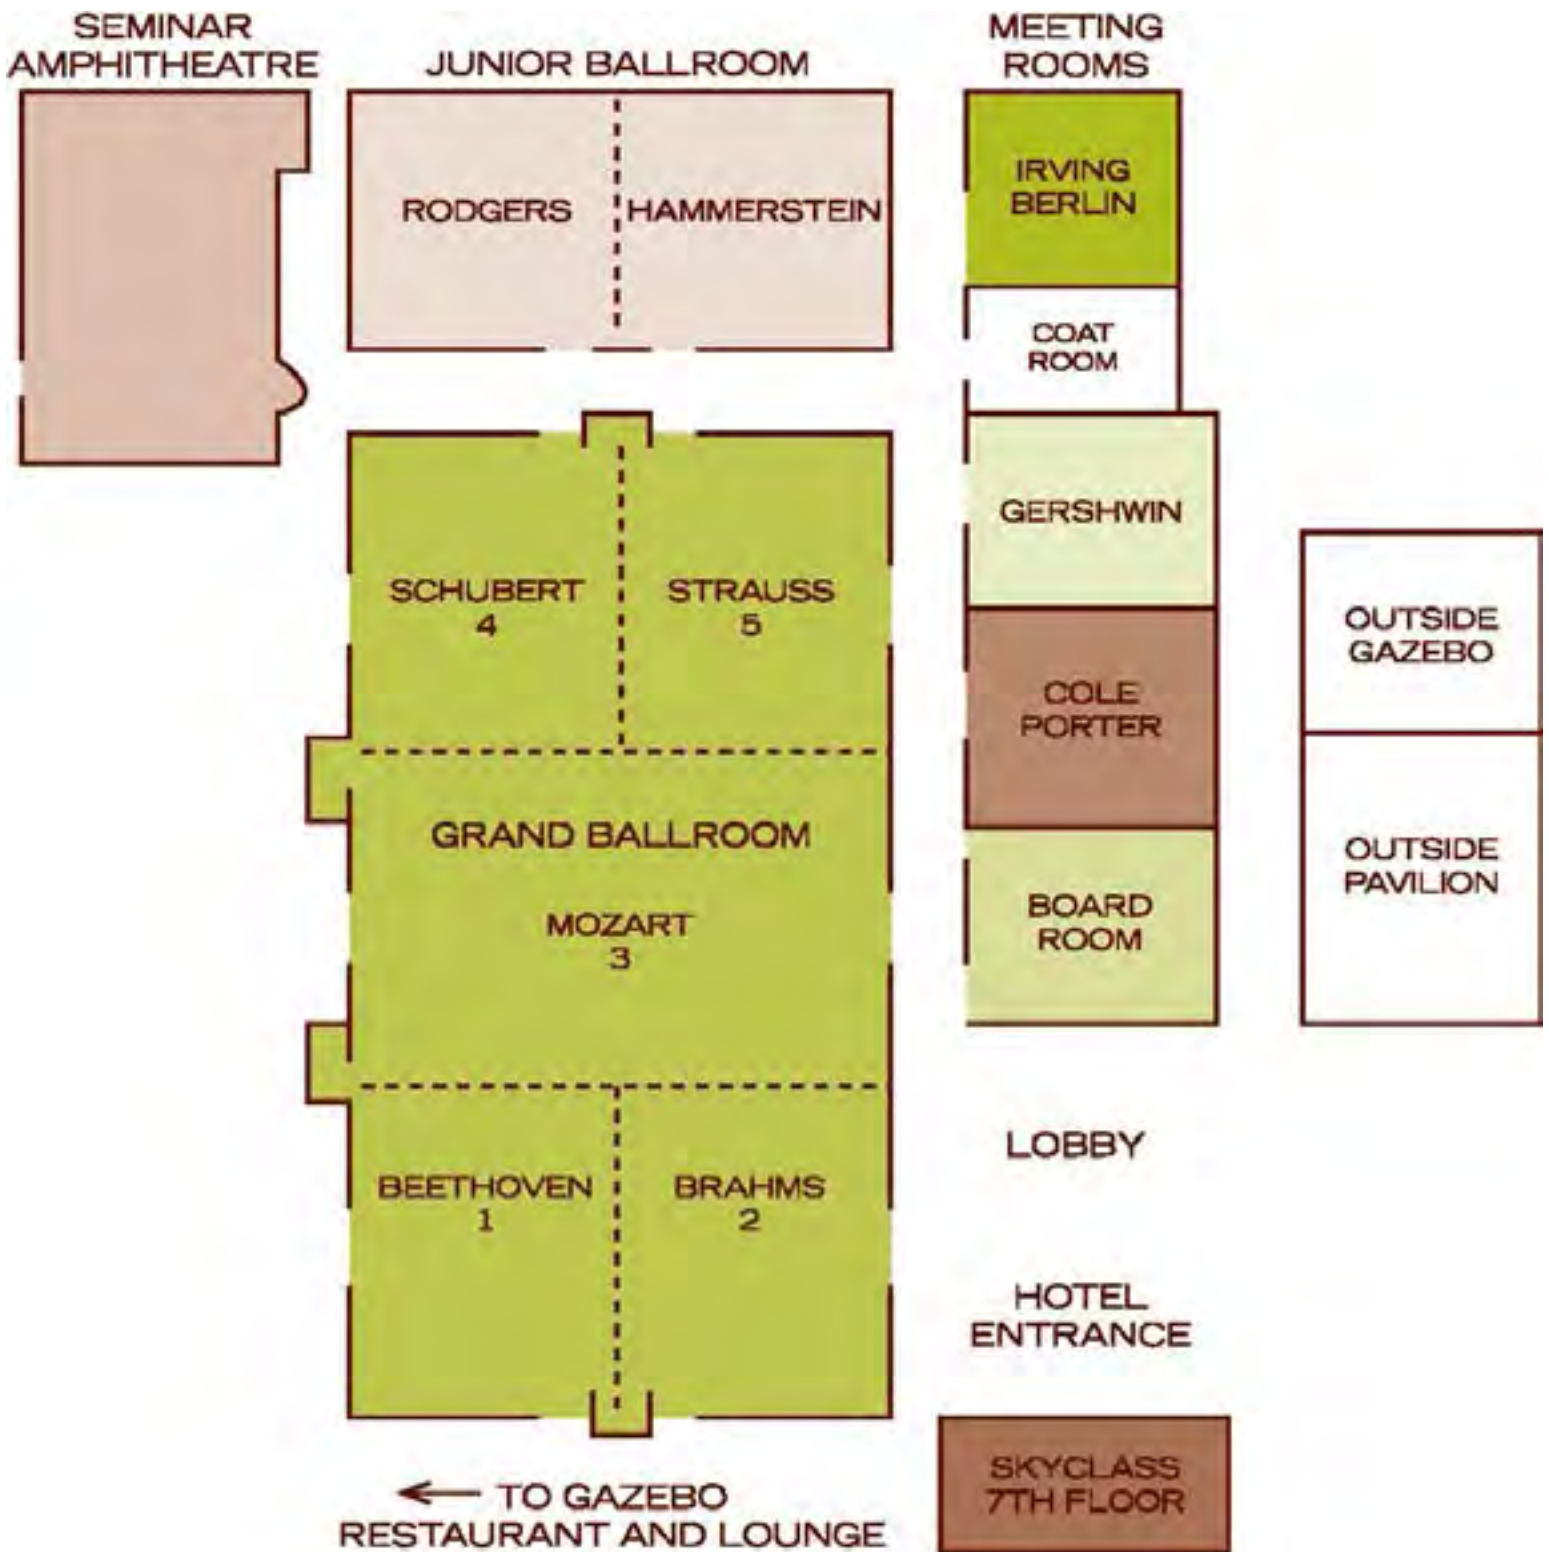 SEMINAR
AMPHITHEATRE
JUNIOR BALLROOM
MEETING
ROOMS
RODGERS
HAMMERSTEIN
IRVING
BERLIN
COAT
ROOM
GERSHWIN
SCHUBERT
4
STRAUSS
5
COLE
PORTER
OUTSIDE
GAZEBO
GRAND BALLROOM
MOZART
3
BOARD
ROOM
OUTSIDE
PAVILION
BEETHOVEN
1
BRAHMS
2
LOBBY
HOTEL
ENTRANCE
SKYCLASS
7TH FLOOR
← TO GAZEBO
RESTAURANT AND LOUNGE